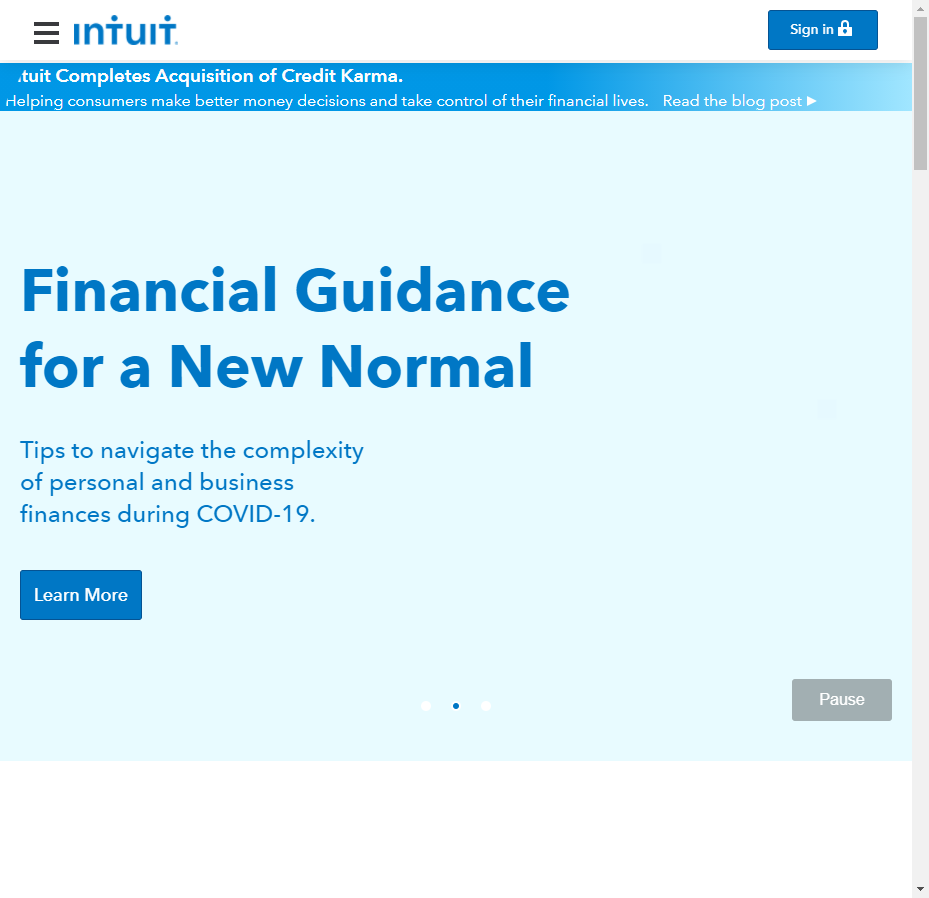 intuit
Sign in
tuit Completes Acquisition of Credit Karma.
Helping consumers make better money decisions and take control of their financial lives. Read the blog post ▶
Financial Guidance
for a New Normal
Tips to navigate the complexity
of personal and business
finances during COVID-19.
Learn More
Pause